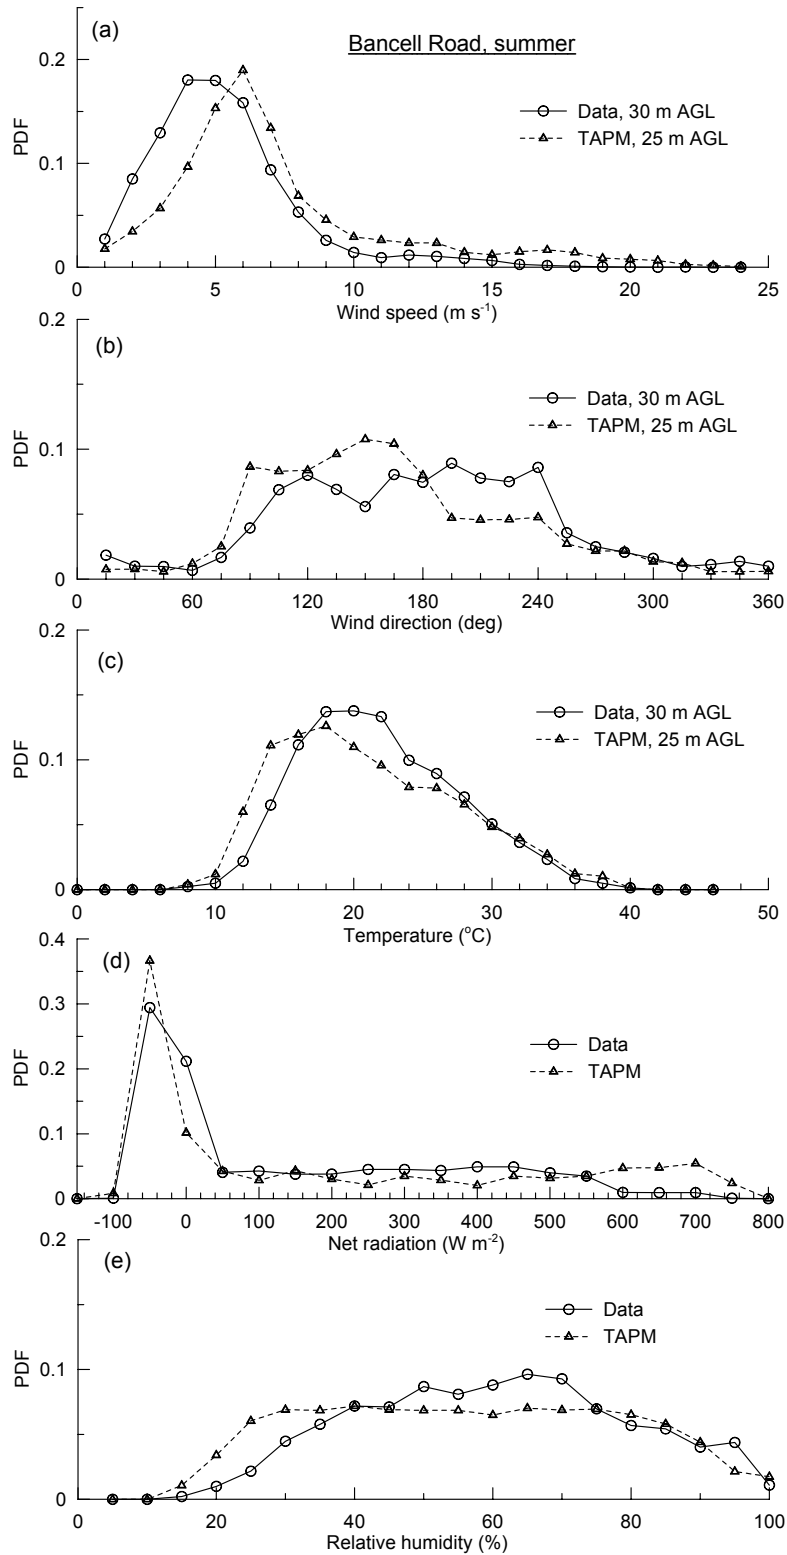 (a)
Bancell Road, summer
0.2
Data, 30 m AGL
TAPM, 25 m AGL
PDF
0.1
0
0 5 10 15 20 25
Wind speed (m s-1)
0.2
(b)
Data, 30 m AGL
TAPM, 25 m AGL
PDF
0.1
0
0 60 120 180 240 300 360
Wind direction (deg)
0.2
(c)
Data, 30 m AGL
TAPM, 25 m AGL
PDF
0.1
0
0 10 20 30 40 50
Temperature (oC)
0.4
(d)
0.3
Data
TAPM
PDF
0.2
0.1
0
-100 0 100 200 300 400 500 600 700 800
Net radiation (W m-2)
0.2
(e)
Data
TAPM
PDF
0.1
0
0 20 40 60 80 100
Relative humidity (%)